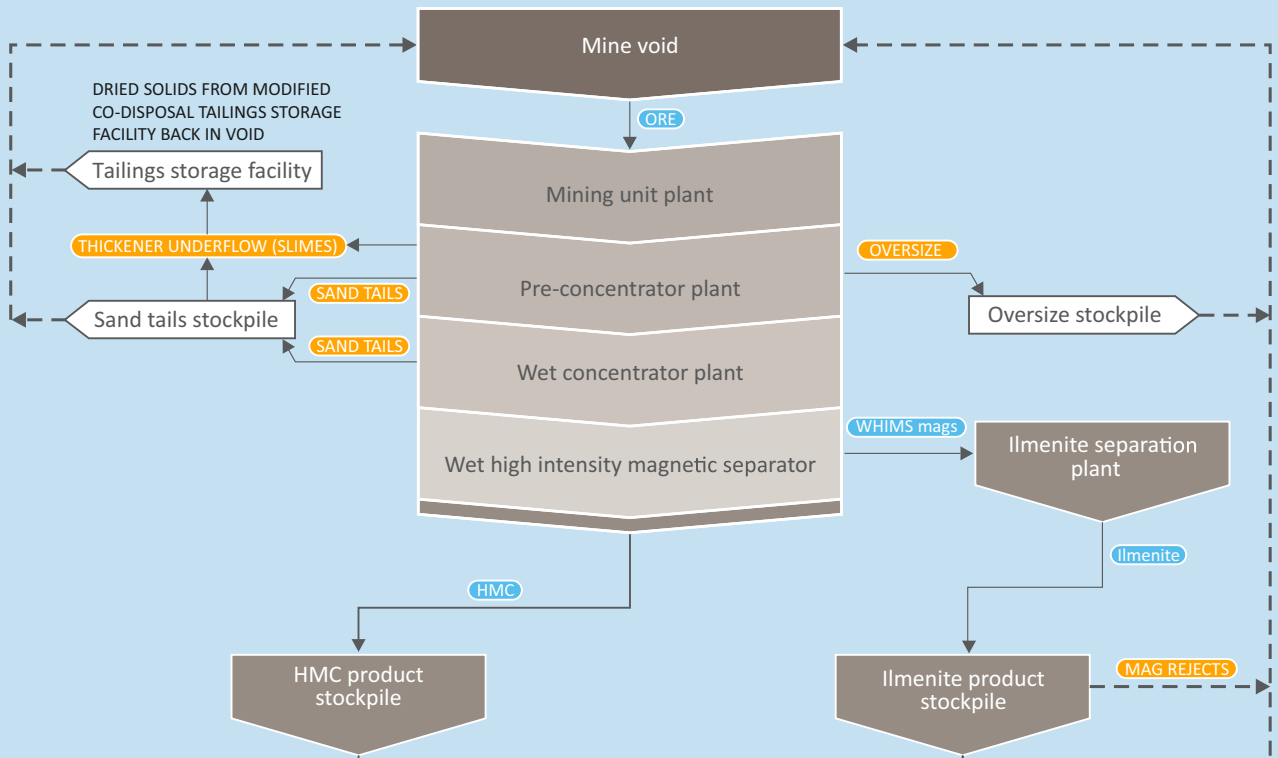 Mine void
DRIED SOLIDS FROM MODIFIED
CO-DISPOSAL TAILINGS STORAGE
FACILITY BACK IN VOID
ORE
Tailings storage facility
Mining unit plant
THICKENER UNDERFLOW (SLIMES)
OVERSIZE
SAND TAILS
Pre-concentrator plant
Sand tails stockpile
Oversize stockpile
SAND TAILS
Wet concentrator plant
WHIMS mags
Wet high intensity magnetic separator
Ilmenite separation
plant
Ilmenite
HMC
HMC product
stockpile
Ilmenite product
stockpile
MAG REJECTS